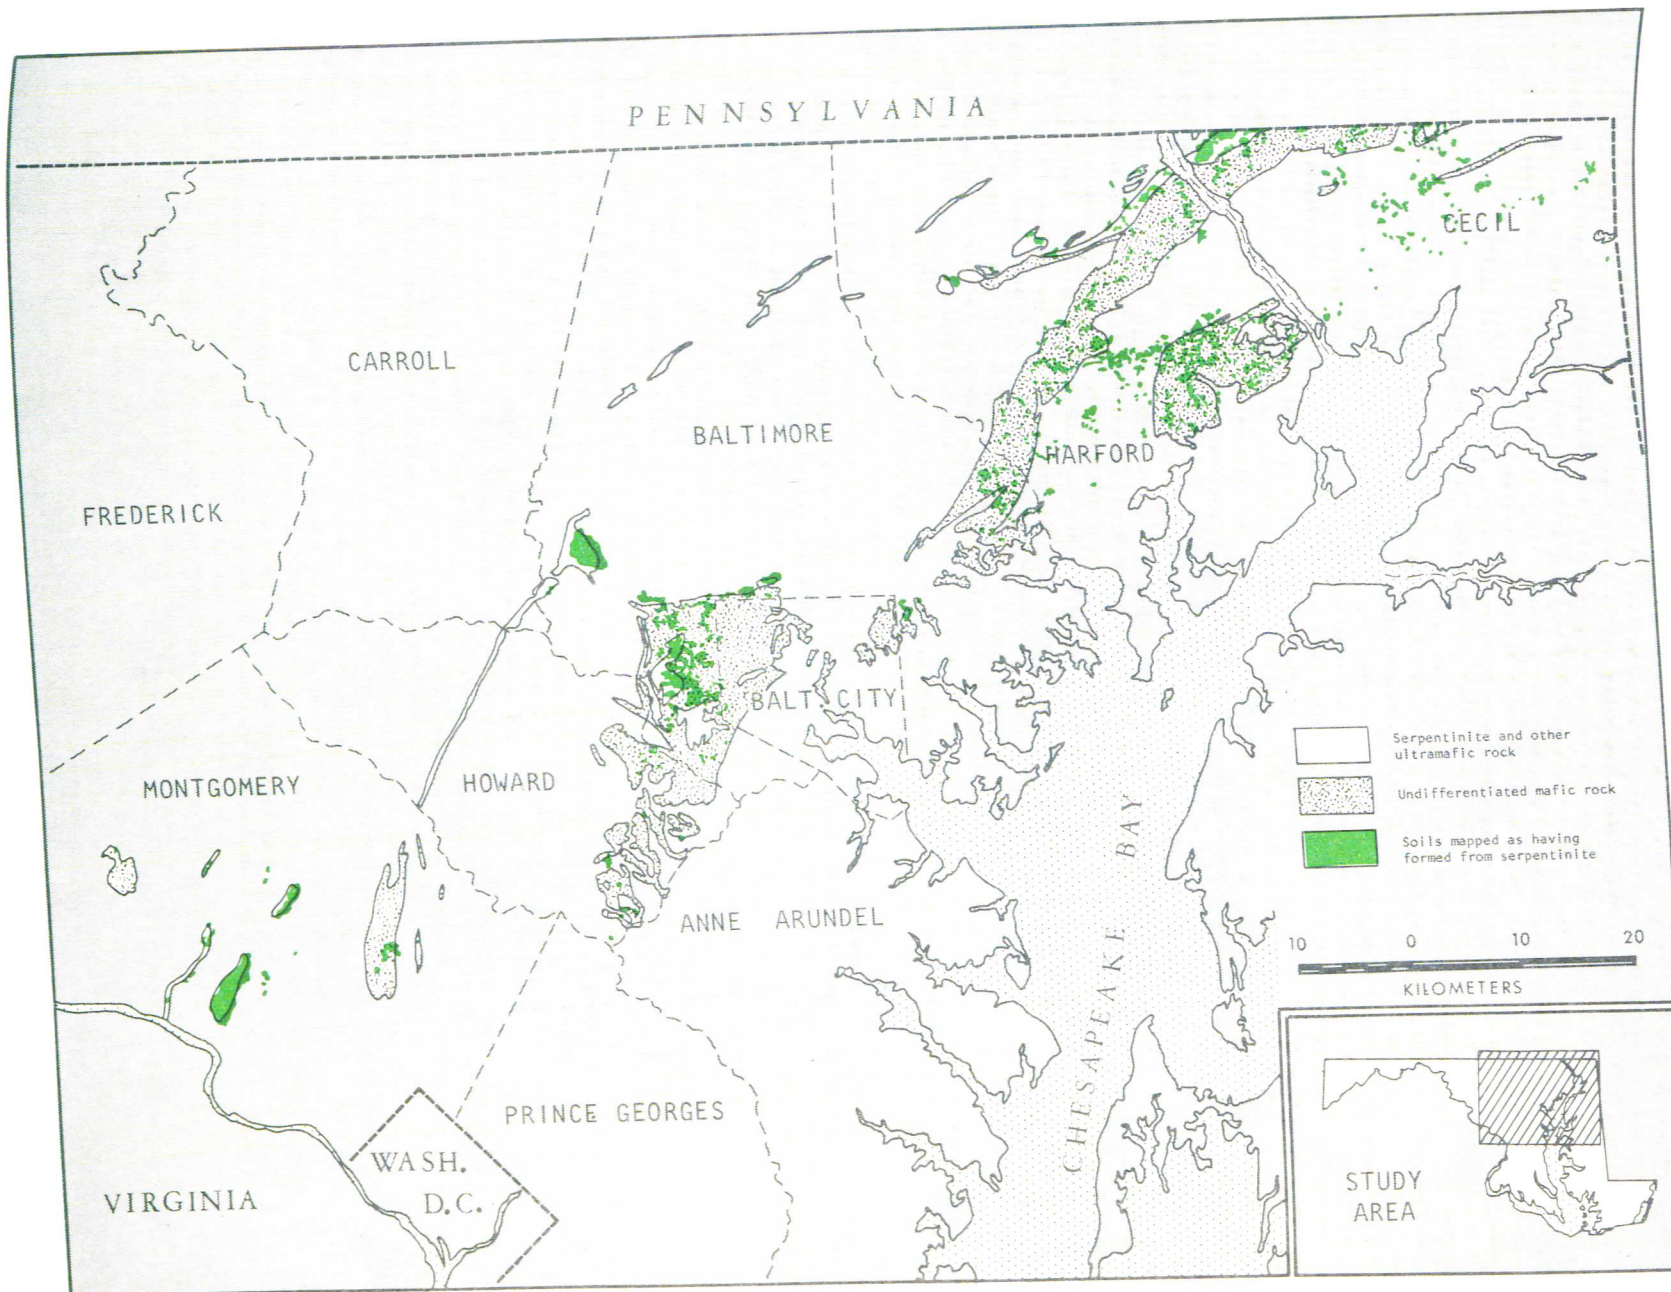 PENNSYLVANIA
CECIL
CARROLL
BALTIMORE
HARFORD
FREDERICK
BALT. CITY
MONTGOMERY
HOWARD
ANNE ARUNDEL
CHESAPEAKE BAY
PRINCE GEORGES
WASH.
D.C.
VIRGINIA
Serpentinite and other
ultramafic rock
Undifferentiated mafic rock
Soils mapped as having
formed from serpentinite
10 0 10 20
KILOMETERS
STUDY
AREA